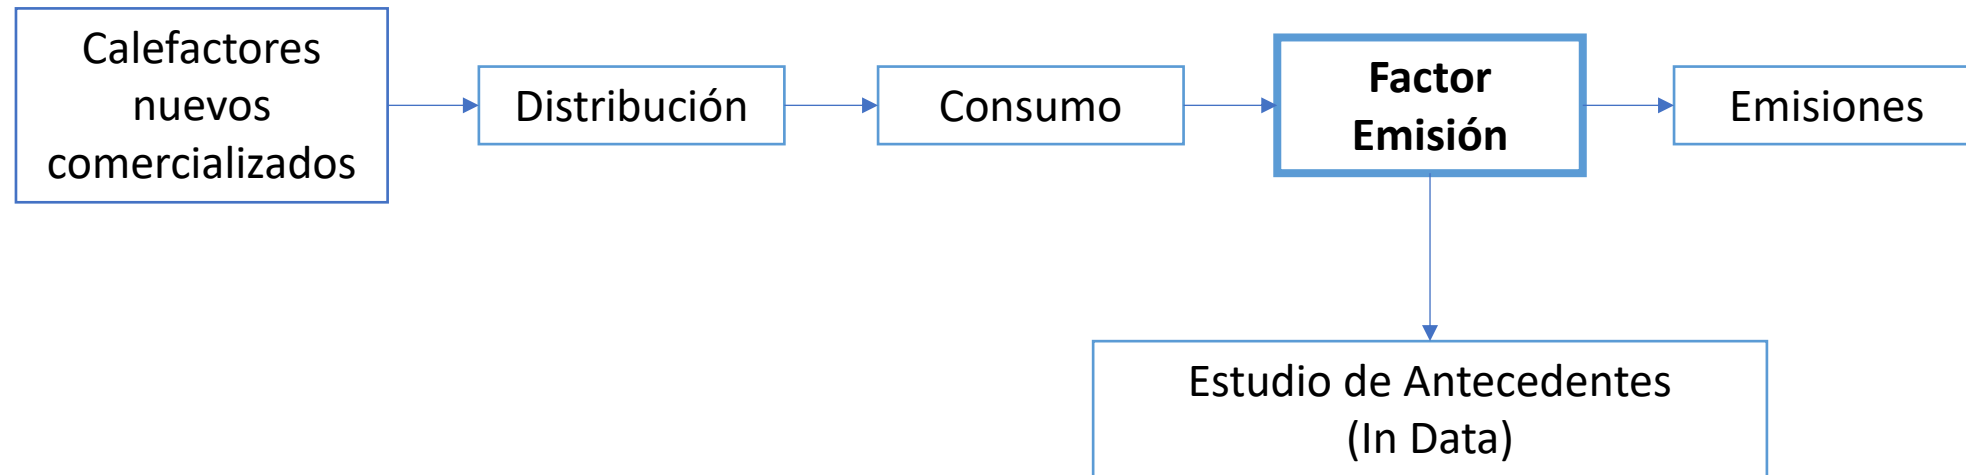 Calefactores
nuevos
comercializados
Distribución
Consumo
Factor
Emisión
Emisiones
Estudio de Antecedentes
(In Data)